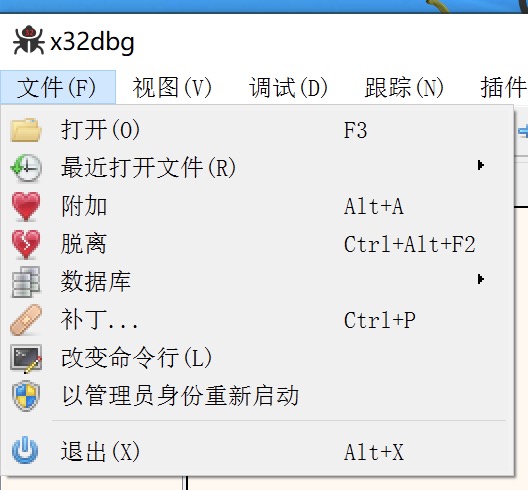 x32dbg
文件(F) 视图(V) 调试(D) 跟踪(N) 插件
打开(O) F3
最近打开文件(R)
附加 Alt+A
脱离 Ctrl+Alt+F2
数据库
补丁... Ctrl+P
改变命令行(L)
以管理员身份重新启动
退出(X) Alt+X